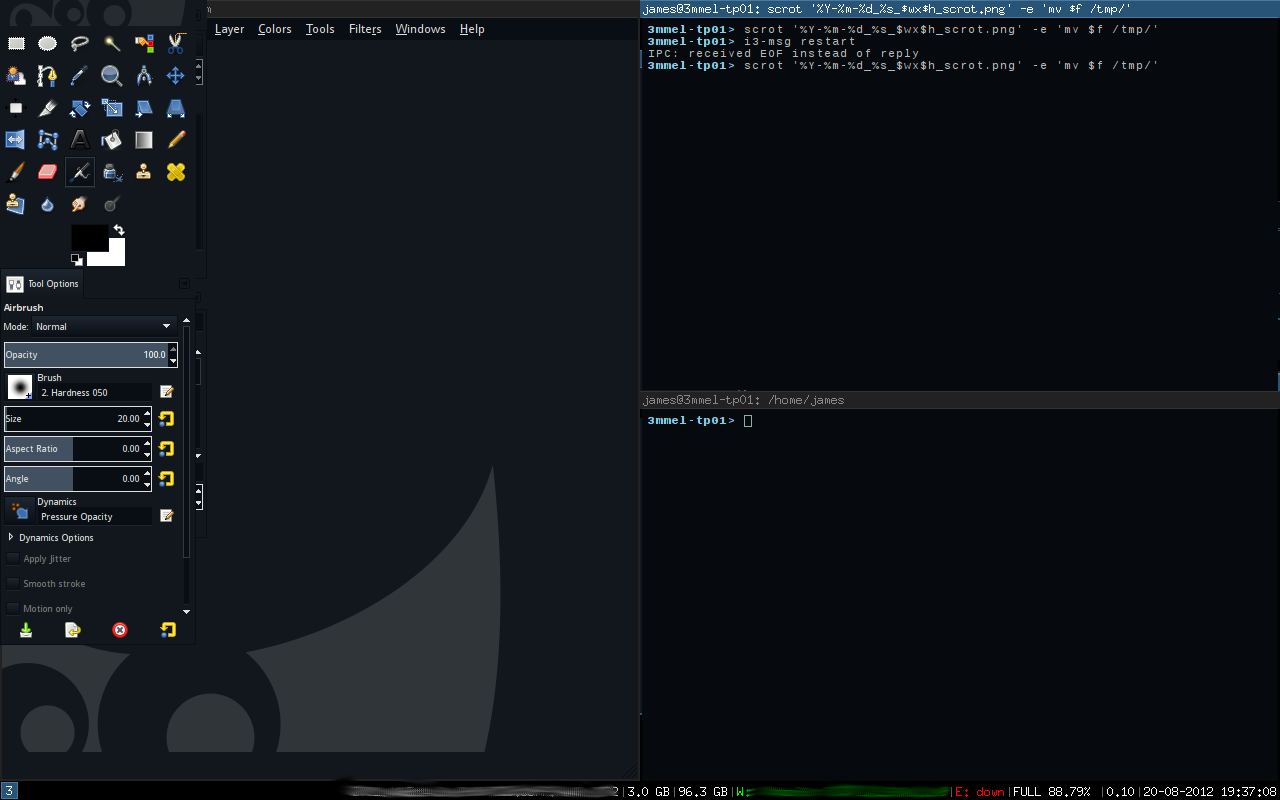 m
Layer Colors Tools Filters Windows Help
Tool Options
Airbrush
Mode: Normal
Opacity 100.0
Brush
2. Hardness 050
Size 20.00
Aspect Ratio 0.00
Angle 0.00
Dynamics
Pressure Opacity
Dynamics Options
Apply Jitter
Smooth stroke
Motion only
james@3mmel-tp01: scrot '%Y-%m-%d_%s_$wx$h_scrot.png' -e 'mv $f /tmp/'
3mmel-tp01> scrot '%Y-%m-%d_%s_$wx$h_scrot.png' -e 'mv $f /tmp/'
3mmel-tp01> i3-msg restart
IPC: received EOF instead of reply
3mmel-tp01> scrot '%Y-%m-%d_%s_$wx$h_scrot.png' -e 'mv $f /tmp/'
james@3mmel-tp01: /home/james
3mmel-tp01>
3
|3.0 GB|96.3 GB|W: |E: down|FULL 88.79% |0.10|20-08-2012 19:37:08